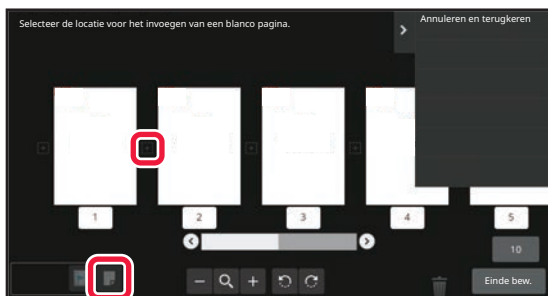 Selecteer de locatie voor het invoegen van een blanco pagina.
Annuleren en terugkeren
1
2
3
4
5
10
Einde bew.